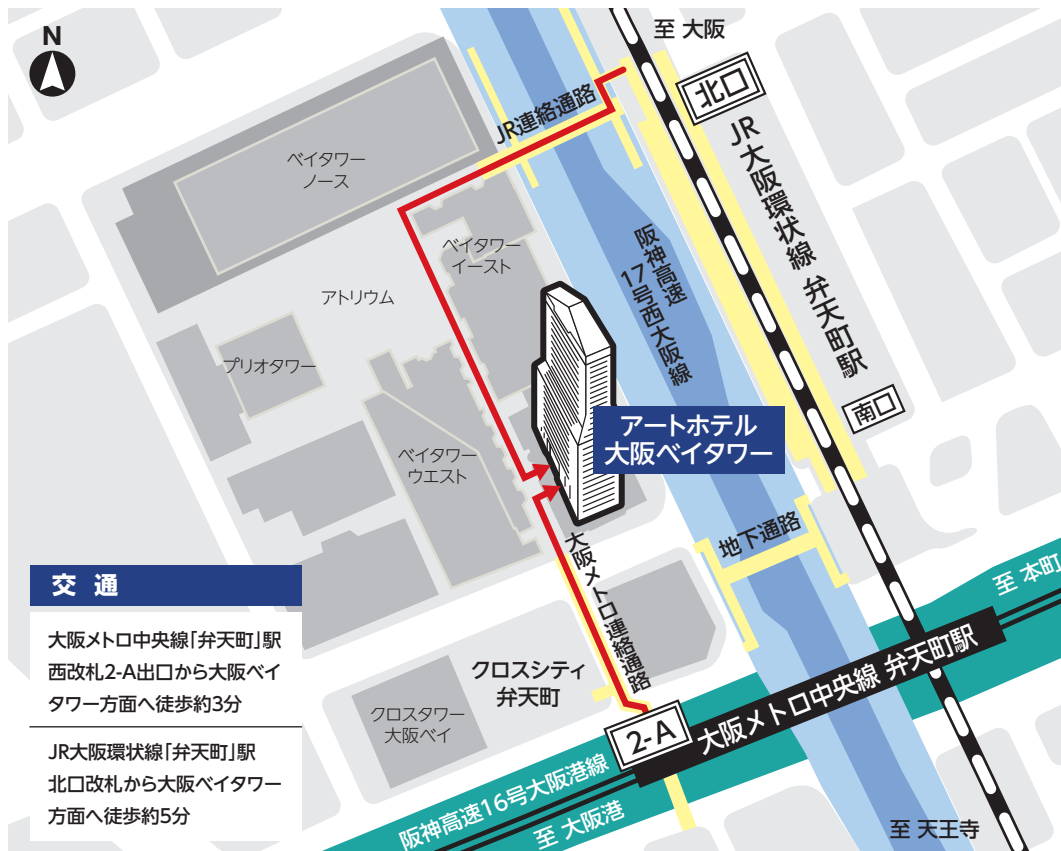 N
至 大阪
北口
JR連絡通路
JR大阪環状線 弁天町駅
ベイタワー
ノース
ベイタワー
イースト
阪神高速
17号西大阪線
アトリウム
プリオタワー
南口
アートホテル
大阪ベイタワー
ベイタワー
ウエスト
地下通路
大阪メトロ連絡通路
至 本町
交 通
大阪メトロ中央線「弁天町」駅
西改札2-A出口から大阪ベイ
タワー方面へ徒歩約3分
JR大阪環状線「弁天町」駅
北口改札から大阪ベイタワー
方面へ徒歩約5分
クロスシティ
弁天町
クロスタワー
大阪ベイ
2-A
大阪メトロ中央線 弁天町駅
阪神高速16号大阪港線
至 大阪港
至 天王寺